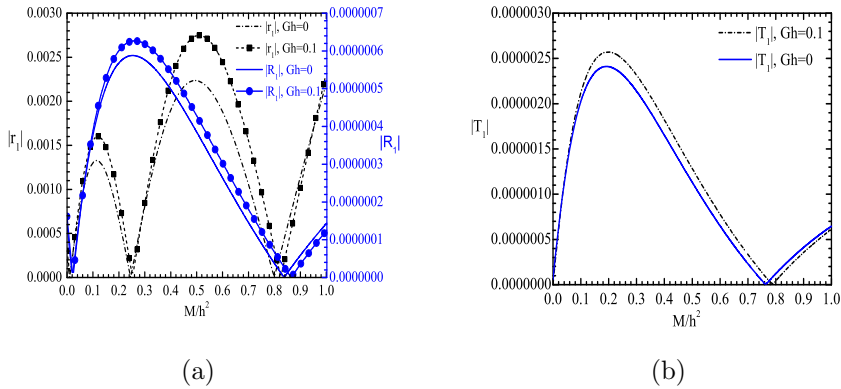 0.0030
0.0025
0.0020
0.0015
0.0010
0.0005
0.000
|r₁|
|r₁|, Gh=0
|r₁|, Gh=0.1
|R₁|, Gh=0
|R₁|, Gh=0.1
0.0000007
0.0000006
0.0000005
0.0000004
0.0000003
0.0000002
0.0000001
0.0000000
|R₁|
0.0 0.1 0.2 0.3 0.4 0.5 0.6 0.7 0.8 0.9 1.0
M/h²
(a)
0.0000030
0.0000025
0.0000021
0.0000015
0.0000001
0.0000001
0.0000000
|T₁|
|T₁|, Gh=0.1
|T₁|, Gh=0
0.0 0.1 0.2 0.3 0.4 0.5 0.6 0.7 0.8 0.9 1.0
M/h²
(b)